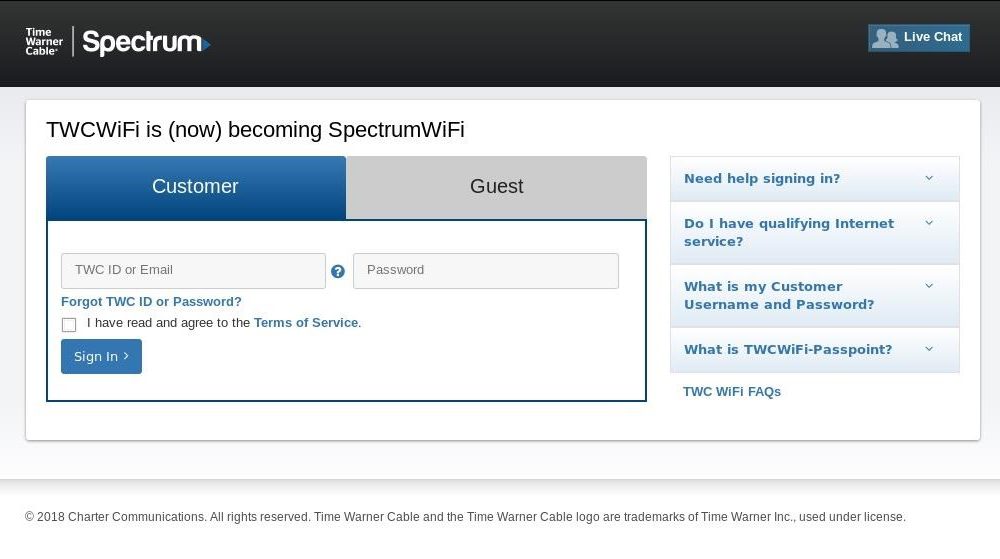 Time
Warner
Cable
Spectrum
Live Chat
TWCWiFi is (now) becoming SpectrumWiFi
Customer
Guest
TWC ID or Email
?
Password
Forgot TWC ID or Password?
I have read and agree to the Terms of Service.
Sign In
Need help signing in?
Do I have qualifying Internet
service?
What is my Customer
Username and Password?
What is TWCWiFi-Passpoint?
TWC WiFi FAQs
© 2018 Charter Communications. All rights reserved. Time Warner Cable and the Time Warner Cable logo are trademarks of Time Warner Inc., used under license.